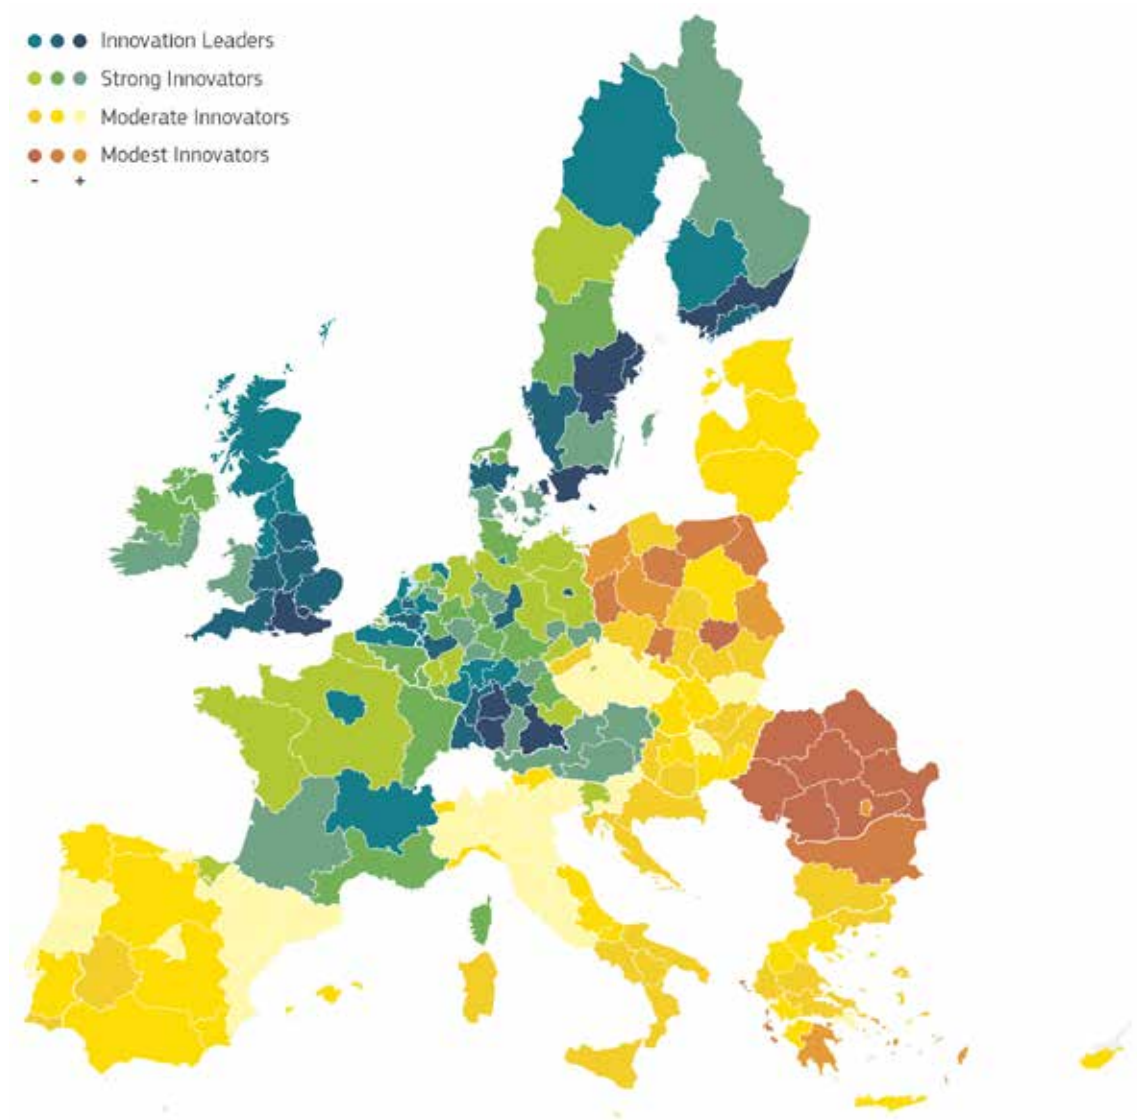 Innovation Leaders
Strong Innovators
Moderate Innovators
Modest Innovators
- +